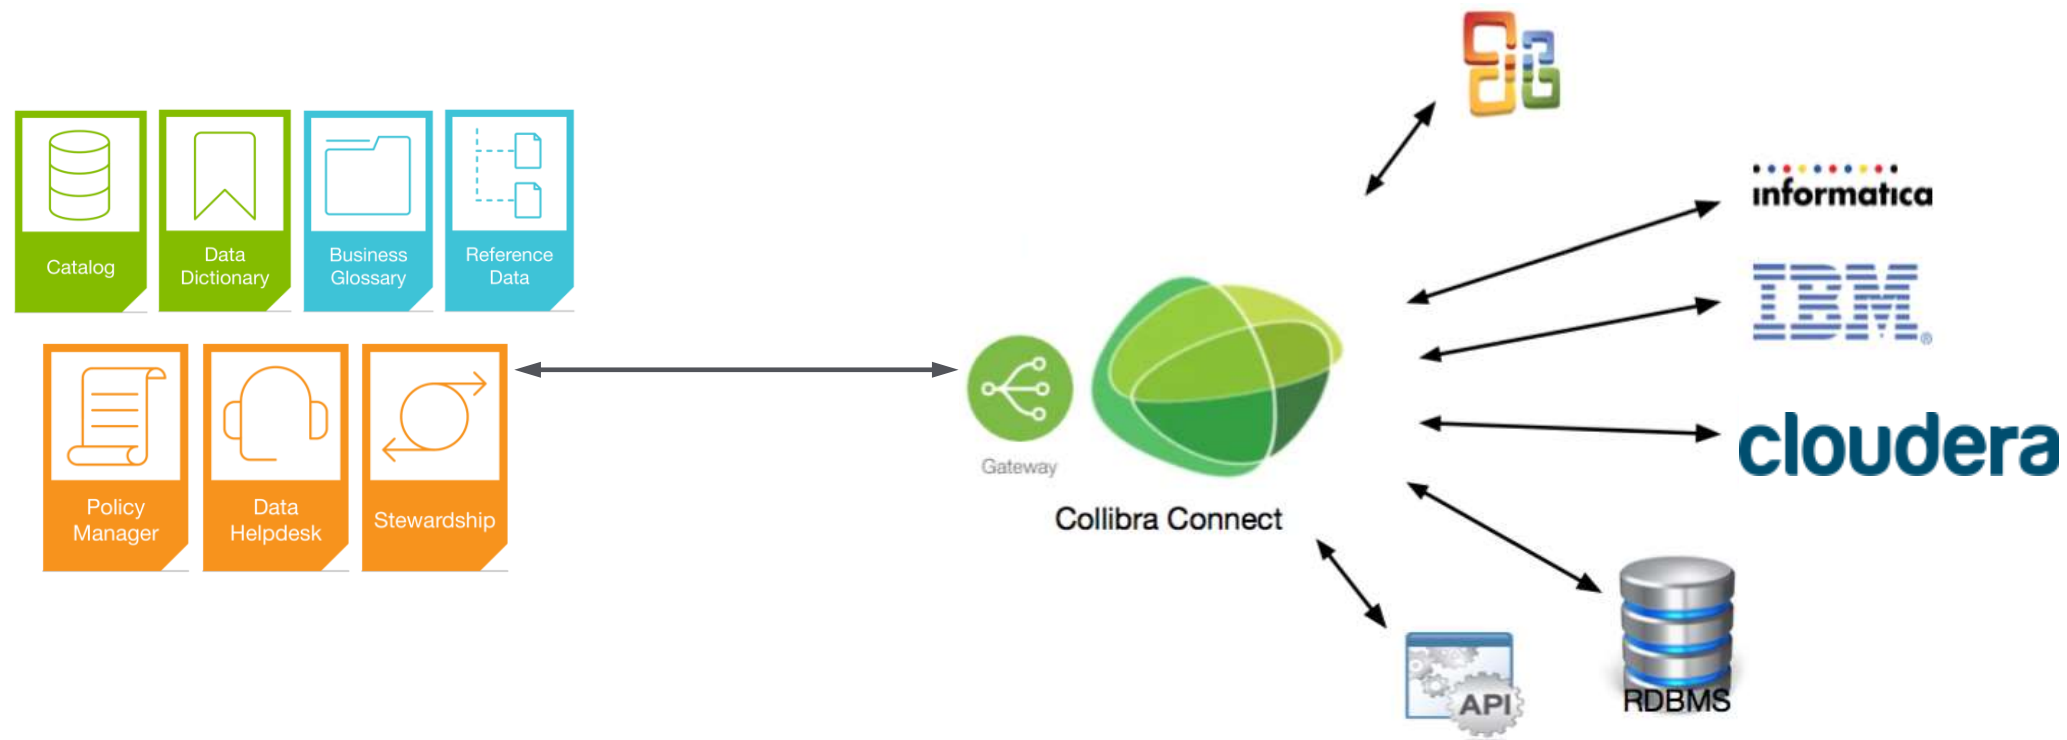 Catalog
Data
Dictionary
Business
Glossary
Reference
Data
Policy
Manager
Data
Helpdesk
Stewardship
Gateway
Collibra Connect
informatica
IBM®
cloudera
RDBMS
API